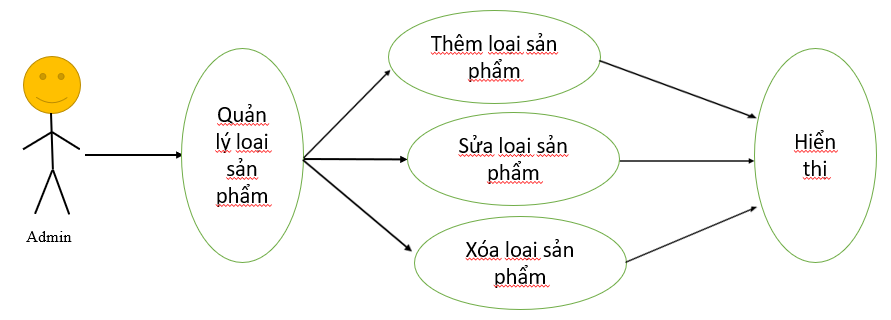 Thêm loại sản
phẩm
Quản
lý loại
sản
phẩm
Sửa loại sản
phẩm
Hiển
thị
Xóa loại sản
phẩm
Admin